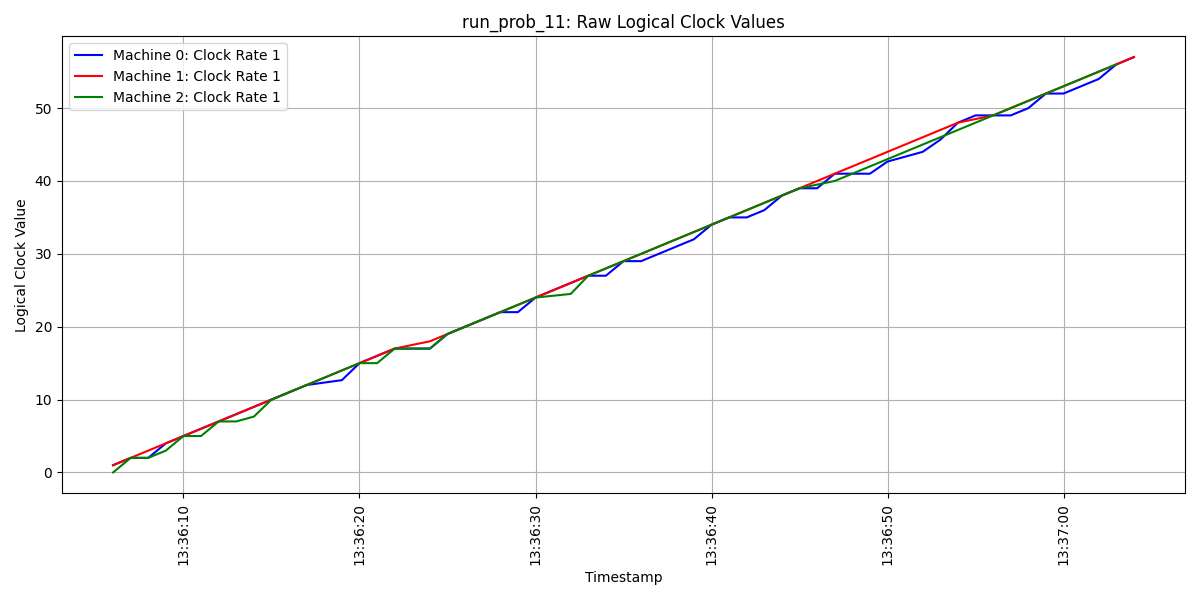 run_prob_11: Raw Logical Clock Values
Machine 0: Clock Rate 1
Machine 1: Clock Rate 1
Machine 2: Clock Rate 1
Logical Clock Value
50
40
30
20
10
0
13:36:10
13:36:20
13:36:30
13:36:40
13:36:50
13:37:00
Timestamp